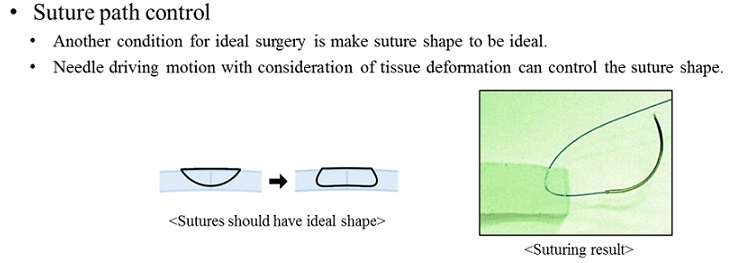 • Suture path control
• Another condition for ideal surgery is make suture shape to be ideal.
• Needle driving motion with consideration of tissue deformation can control the suture shape.
<Sutures should have ideal shape>
<Suturing result>